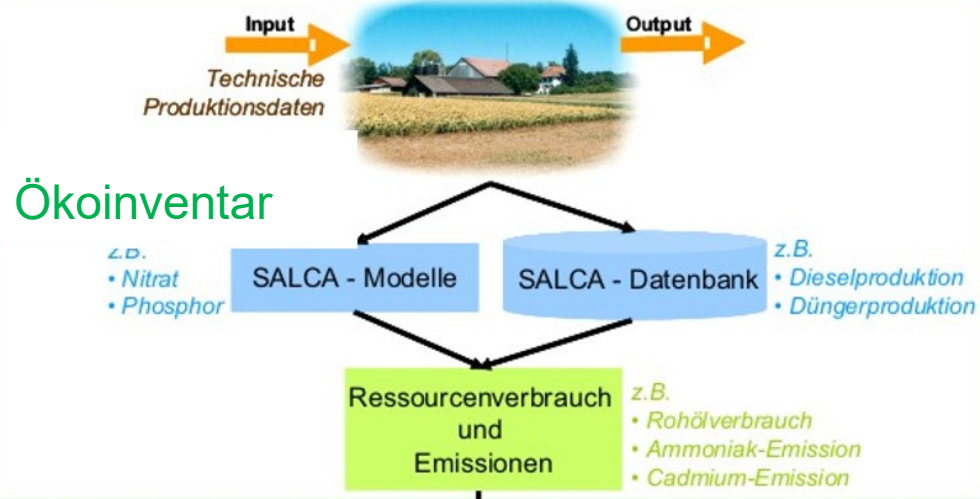 Input
Output
Technische
Produktionsdaten
Ökoinventar
z.B.
• Nitrat
• Phosphor
SALCA - Modelle
SALCA - Datenbank
z.B.
• Dieselproduktion
• Düngerproduktion
Ressourcenverbrauch
und
Emissionen
z.B.
• Rohölverbrauch
• Ammoniak-Emission
• Cadmium-Emission